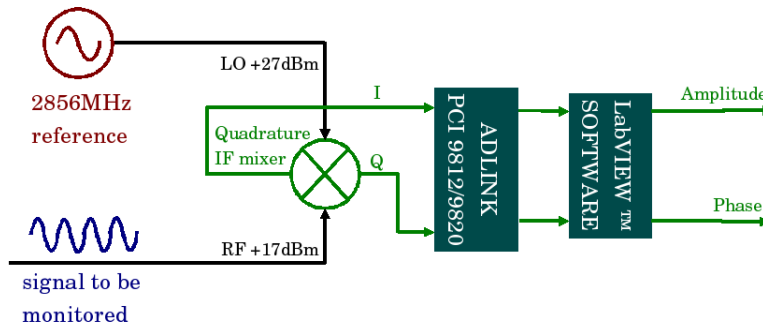 2856MHz
reference
LO +27dBm
I
Quadrature
IF mixer
Q
RF +17dBm
signal to be
monitored
ADLINK
PCI 9812/9820
LabVIEW ™
SOFTWARE
Amplitude
Phase